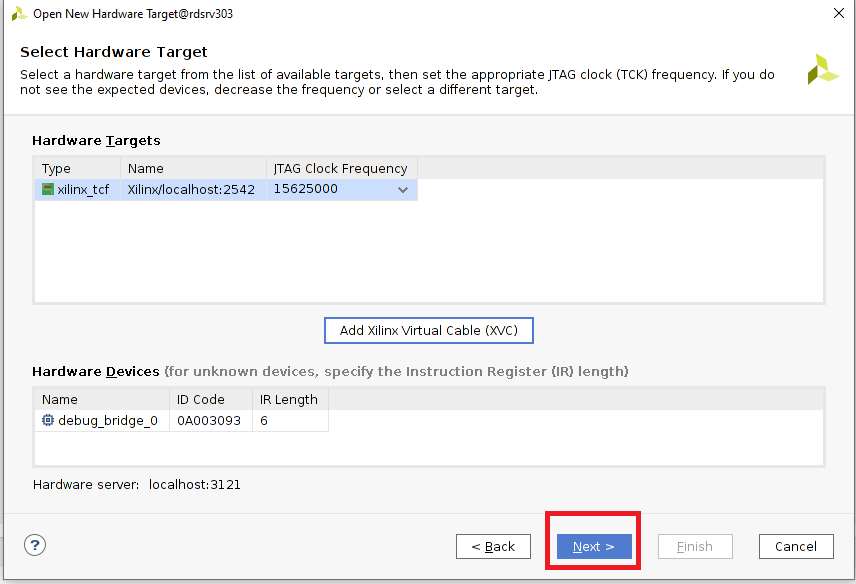 Open New Hardware Target@rdsrv303
Select Hardware Target
Select a hardware target from the list of available targets, then set the appropriate JTAG clock (TCK) frequency. If you do
not see the expected devices, decrease the frequency or select a different target.
Hardware Targets
Type Name JTAG Clock Frequency
xilinx_tcf Xilinx/localhost:2542 15625000
Add Xilinx Virtual Cable (XVC)
Hardware Devices (for unknown devices, specify the Instruction Register (IR) length)
Name ID Code IR Length
debug_bridge_0 0A003093 6
Hardware server: localhost:3121
? < Back Next > Finish Cancel